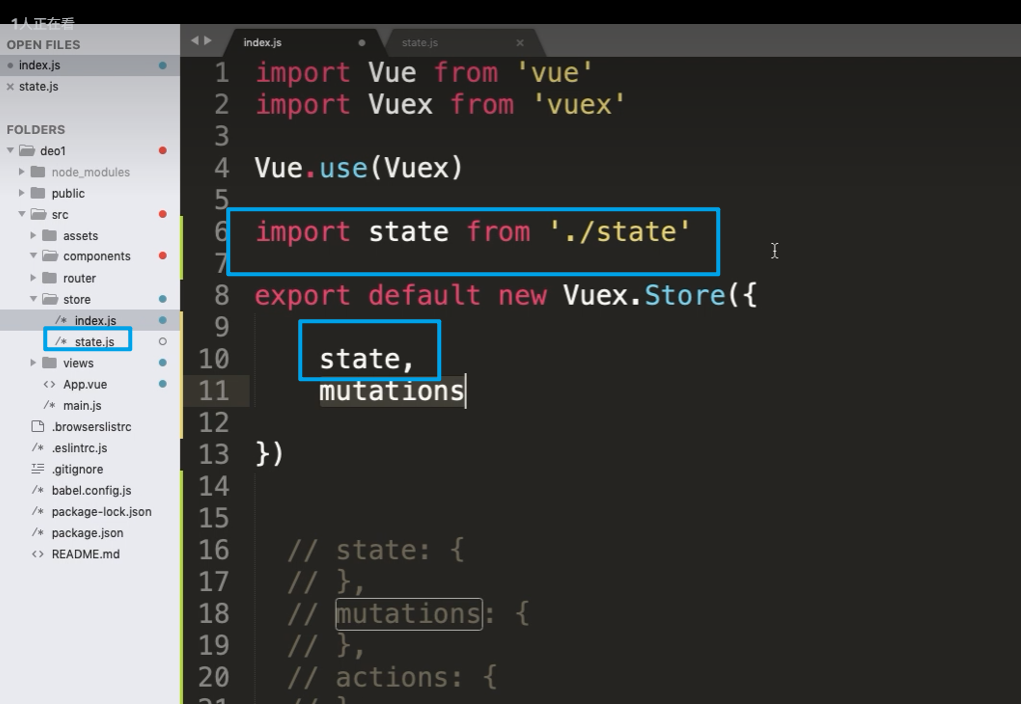 1人正在看
OPEN FILES
index.js
state.js
FOLDERS
deo1
node_modules
public
src
assets
components
router
store
index.js
state.js
views
App.vue
main.js
.browserslistrc
.eslintrc.js
.gitignore
babel.config.js
package-lock.json
package.json
README.md
index.js
state.js
1 import Vue from 'vue'
2 import Vuex from 'vuex'
3
4 Vue.use(Vuex)
5
6 import state from './state'
7
8 export default new Vuex.Store({
9
10 state,
11 mutations
12
13 })
14
15
16 // state: {
17 // },
18 // mutations: {
19 // },
20 // actions: {